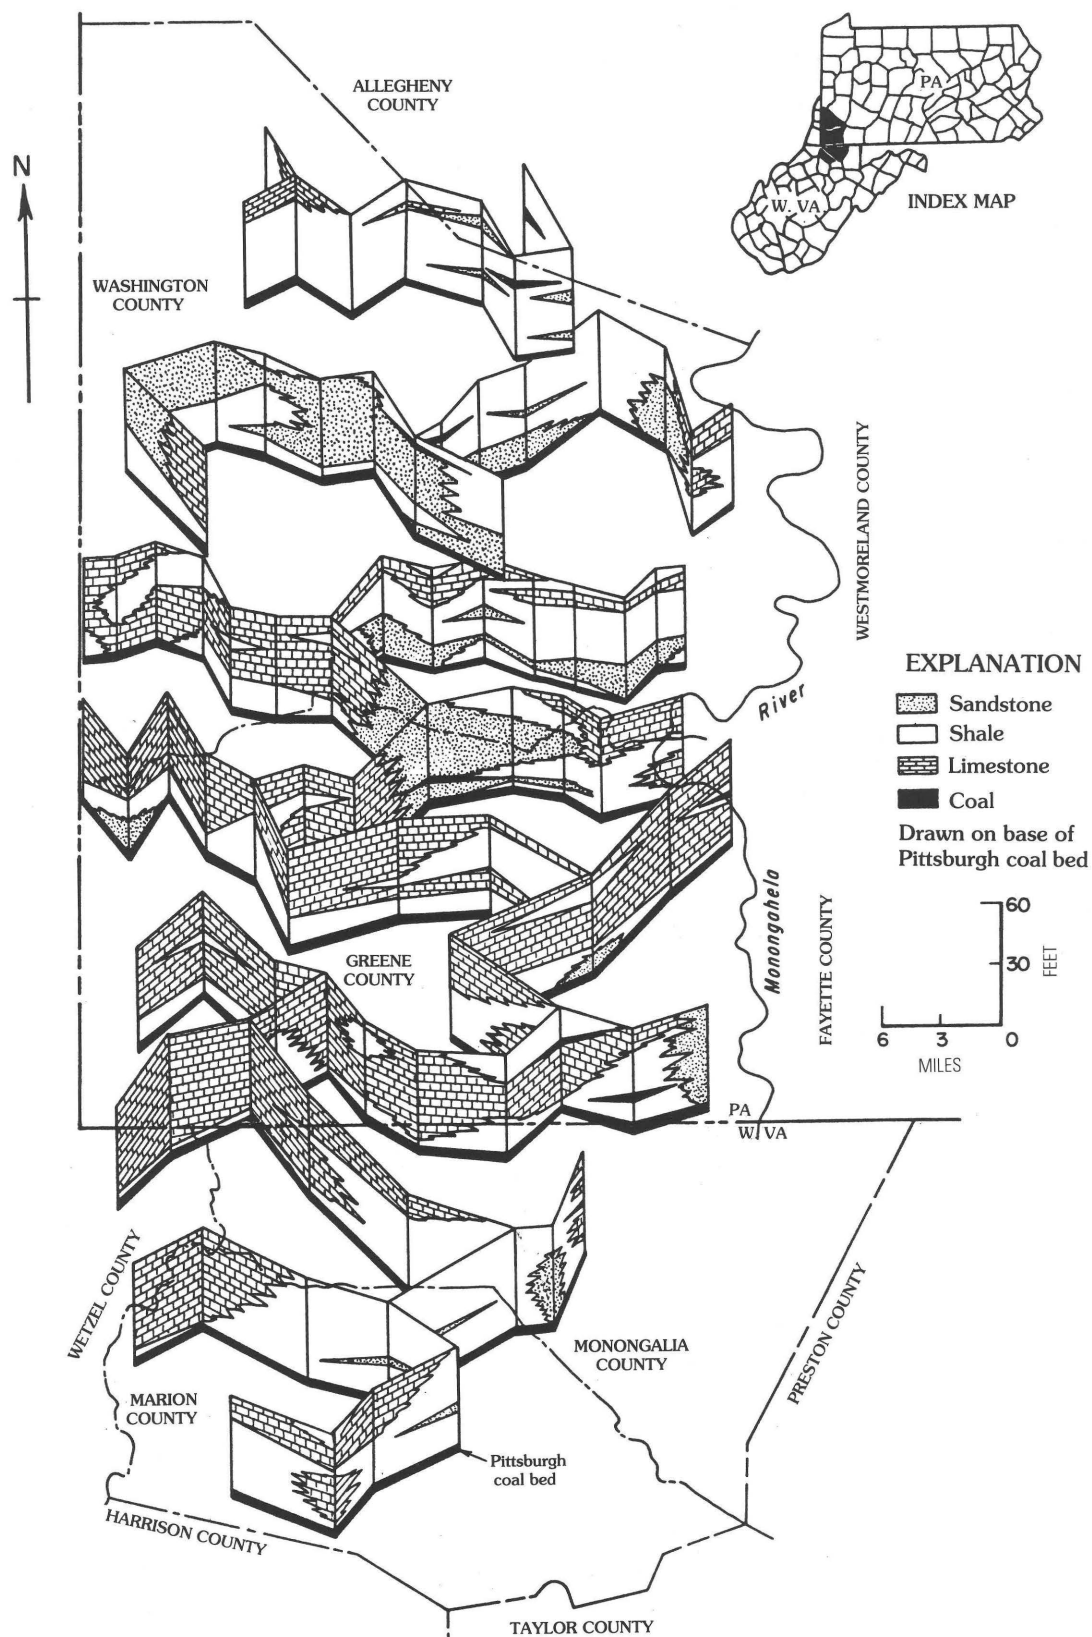 ALLEGHENY
COUNTY
PA
W. VA.
INDEX MAP
N
WASHINGTON
COUNTY
WESTMORELAND COUNTY
EXPLANATION
Sandstone
Shale
Limestone
Coal
Drawn on base of
Pittsburgh coal bed
River
Monongahela
FAYETTE COUNTY
60
30
0
FEET
6
3
0
MILES
GREENE
COUNTY
PA
W. VA
WETZEL COUNTY
MONONGALIA
COUNTY
PRESTON COUNTY
MARION
COUNTY
Pittsburgh
coal bed
HARRISON COUNTY
TAYLOR COUNTY